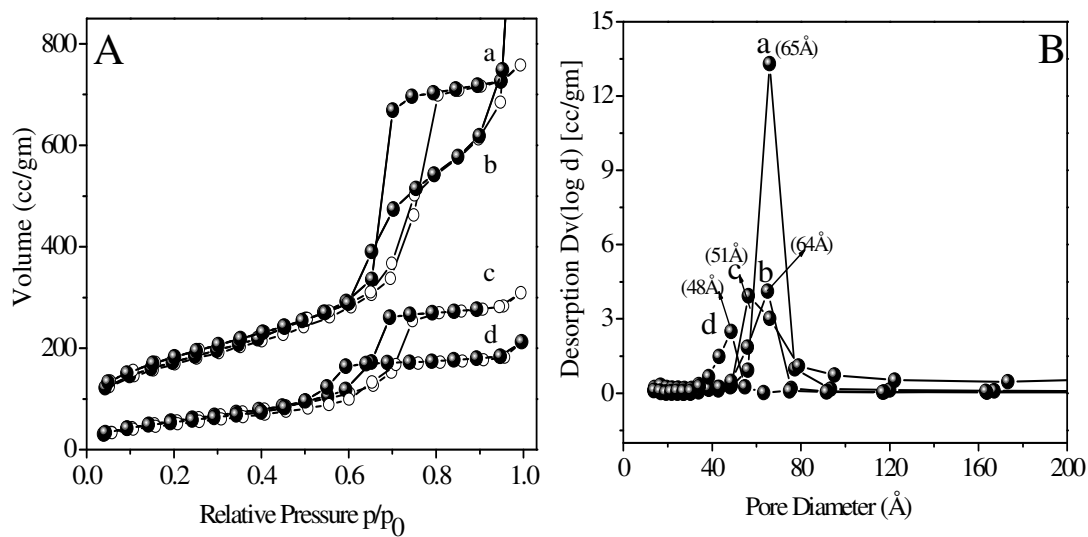 A
800
600
400
200
0
Volume (cc/gm)
a
b
c
d
0.0 0.2 0.4 0.6 0.8 1.0
Relative Pressure p/p0
B
15
12
9
6
3
0
Desorption Dv(log d) [cc/gm]
a (65Å)
(64Å)
(51Å)
c b
(48Å)
d
0 40 80 120 160 200
Pore Diameter (Å)